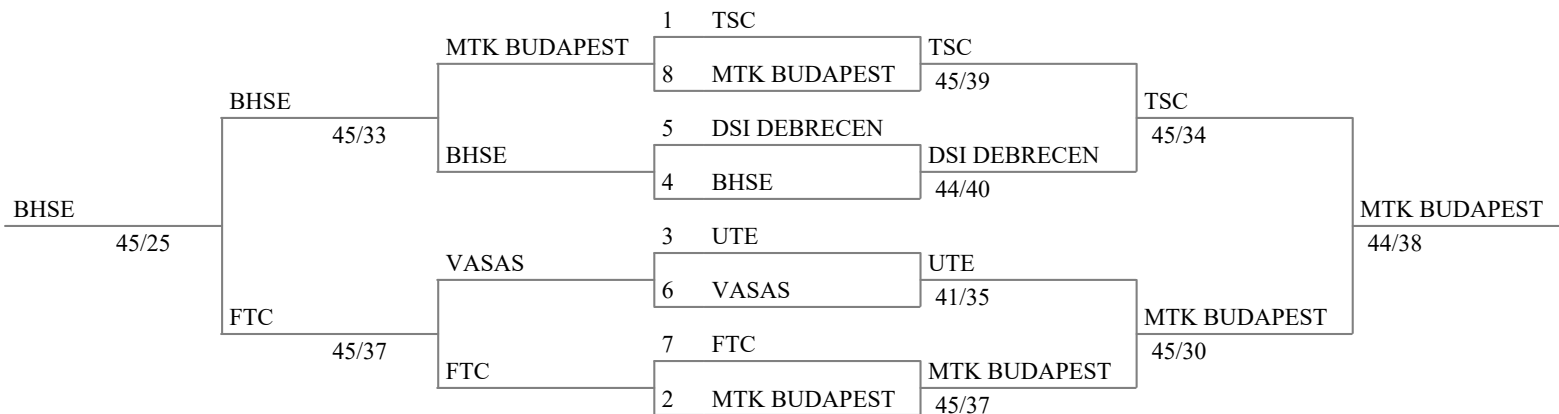 1 TSC
MTK BUDAPEST TSC
8 MTK BUDAPEST 45/39
BHSE TSC
45/33 5 DSI DEBRECEN 45/34
BHSE DSI DEBRECEN
4 BHSE 44/40
BHSE MTK BUDAPEST
45/25 3 UTE 44/38
VASAS UTE
6 VASAS 41/35
FTC MTK BUDAPEST
45/37 7 FTC 45/30
FTC MTK BUDAPEST
2 MTK BUDAPEST 45/37